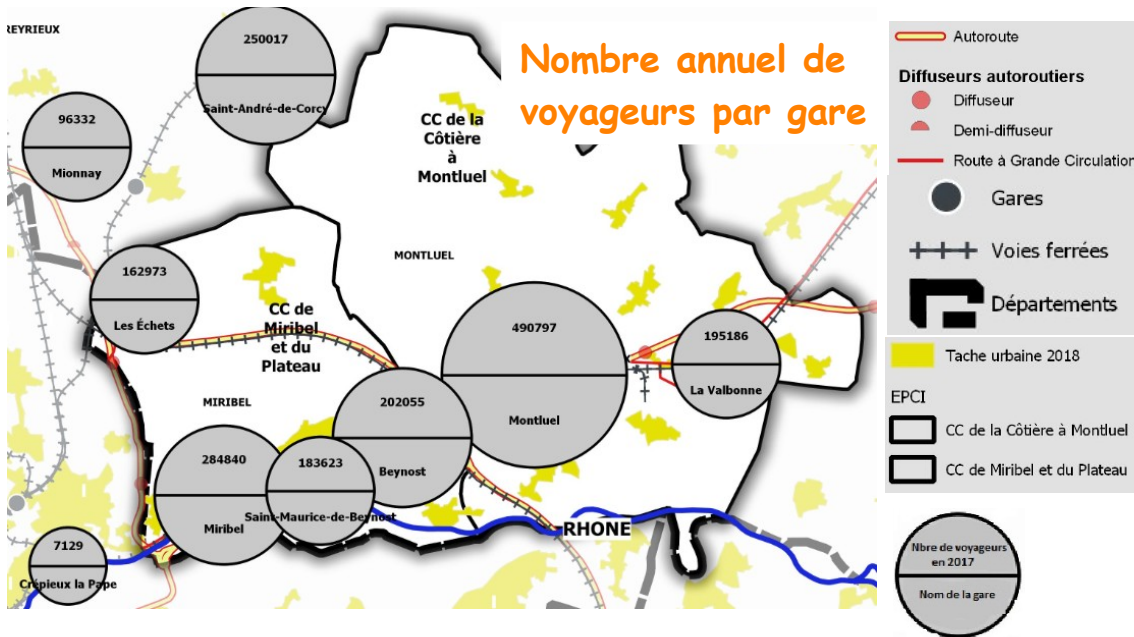 REYRIEUX
250017
Saint-André-de-Corcy
Nombre annuel de
voyageurs par gare
96332
Mionnay
CC de la
Côtière
à
Montluel
162973
Les Échets
CC de
Miribel
et du
Plateau
MONTLUEL
490797
Montluel
195186
La Valbonne
MIRIBEL
202055
Beynost
284840
Miribel
183623
Saint-Maurice-de-Beynost
RHONE
7129
Crépieux la Pape
Autoroute
Diffuseurs autoroutiers
Diffuseur
Demi-diffuseur
Route à Grande Circulation
Gares
Voies ferrées
Départements
Tache urbaine 2018
EPCI
CC de la Côtière à Montluel
CC de Miribel et du Plateau
Nbre de voyageurs
en 2017
Nom de la gare